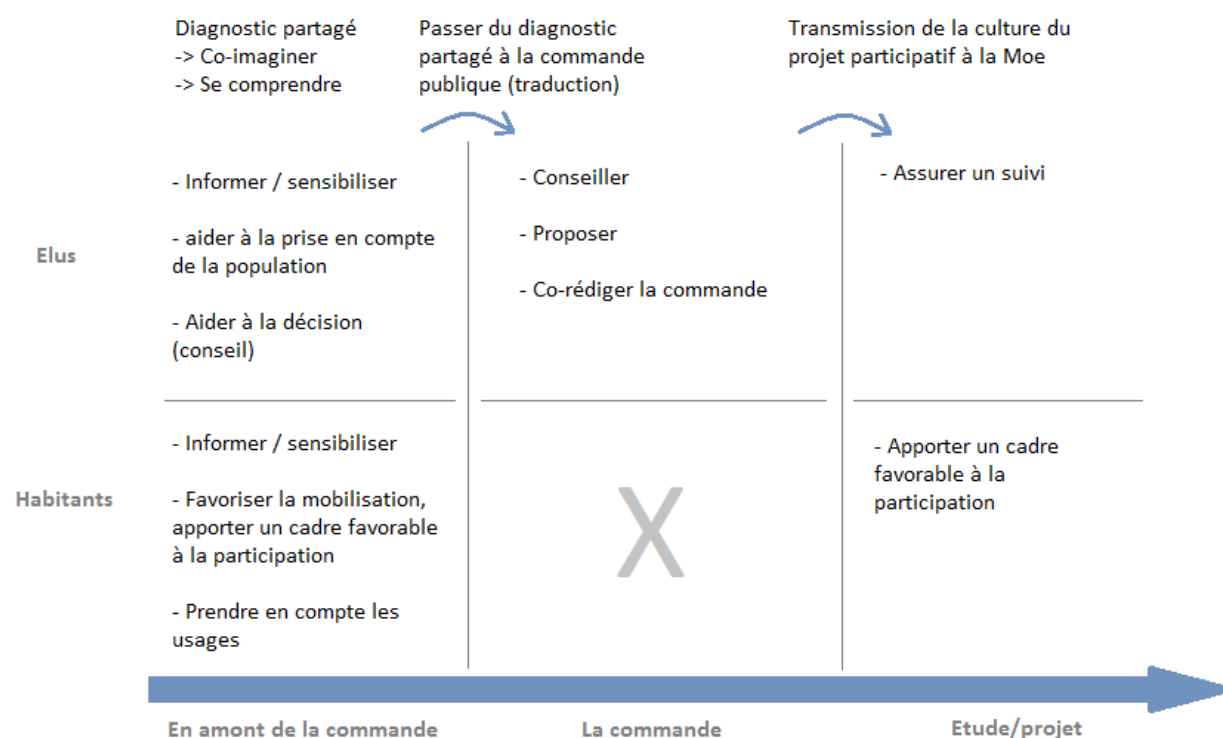 Diagnostic partagé
-> Co-imaginer
-> Se comprendre
Passer du diagnostic
partagé à la commande
publique (traduction)
Transmission de la culture du
projet participatif à la Moe
Elus
- Informer / sensibiliser
- aider à la prise en compte
de la population
- Aider à la décision
(conseil)
- Conseiller
- Proposer
- Co-rédiger la commande
- Assurer un suivi
Habitants
- Informer / sensibiliser
- Favoriser la mobilisation,
apporter un cadre favorable
à la participation
- Prendre en compte les
usages
X
- Apporter un cadre
favorable à la
participation
En amont de la commande
La commande
Etude/projet